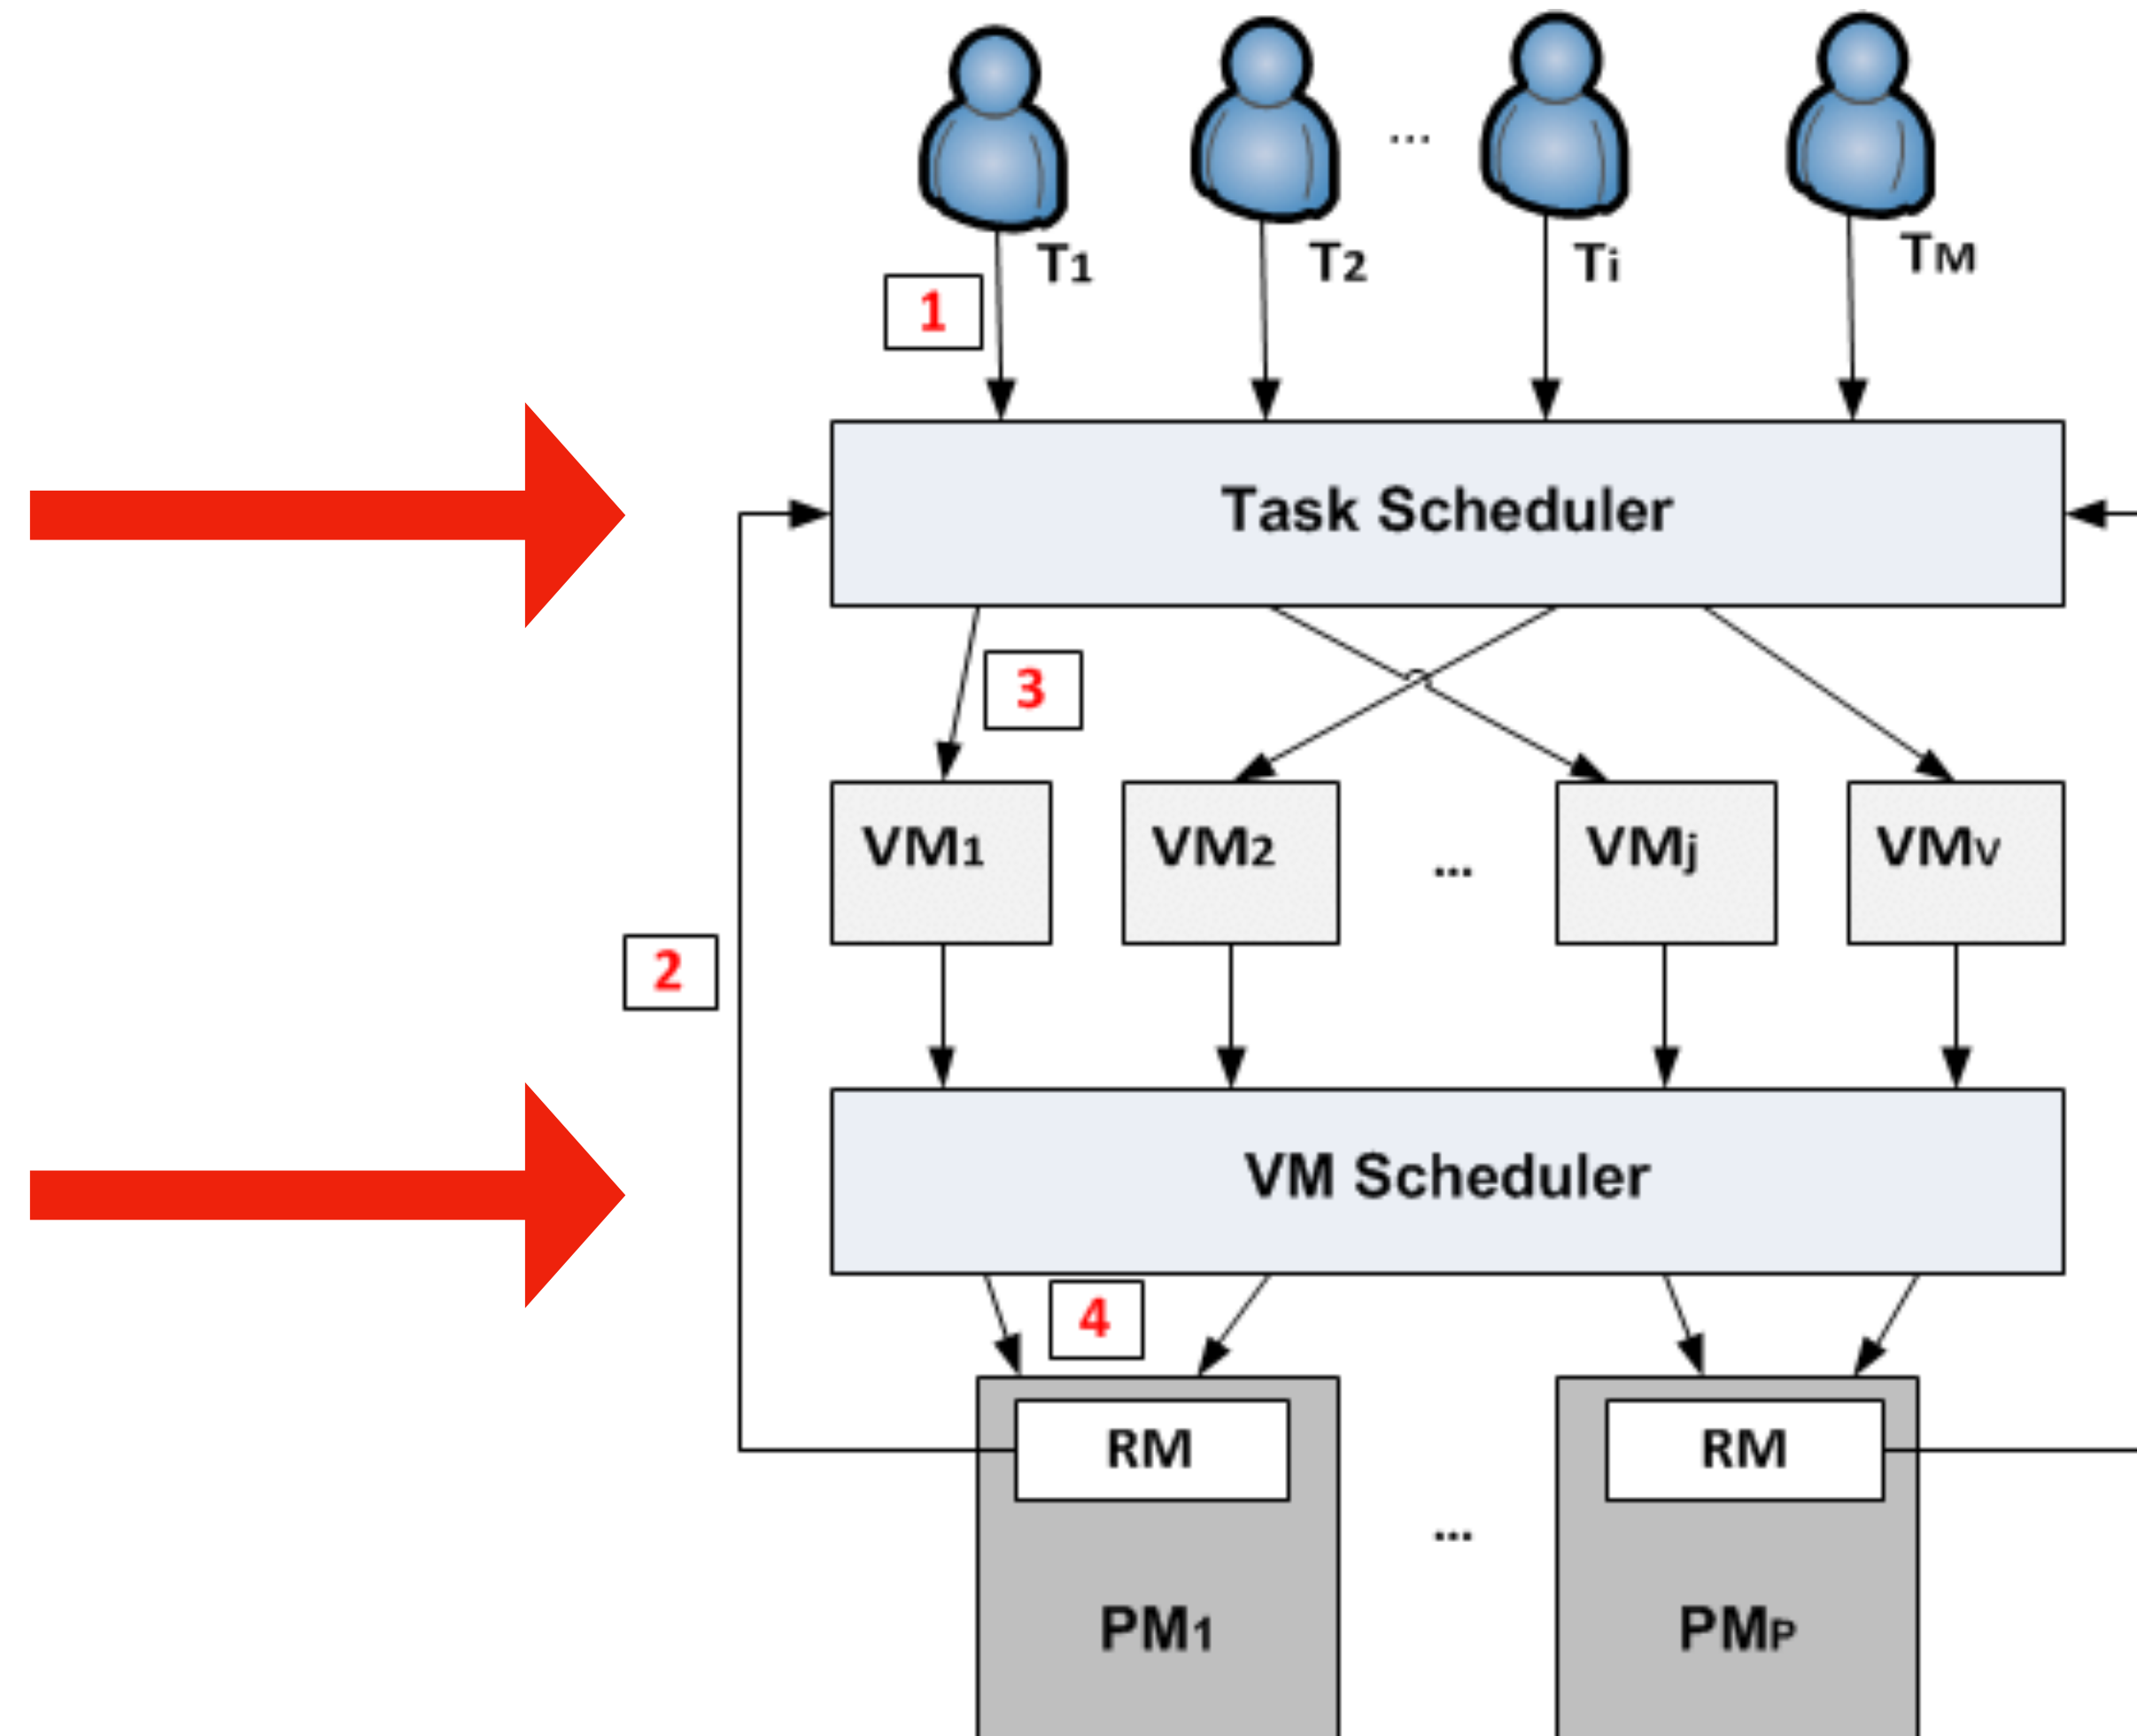 ...
T1
T2
Ti
TM
1
Task Scheduler
3
VM1
VM2
...
VMj
VMV
2
VM Scheduler
4
RM
RM
...
PM1
PMP